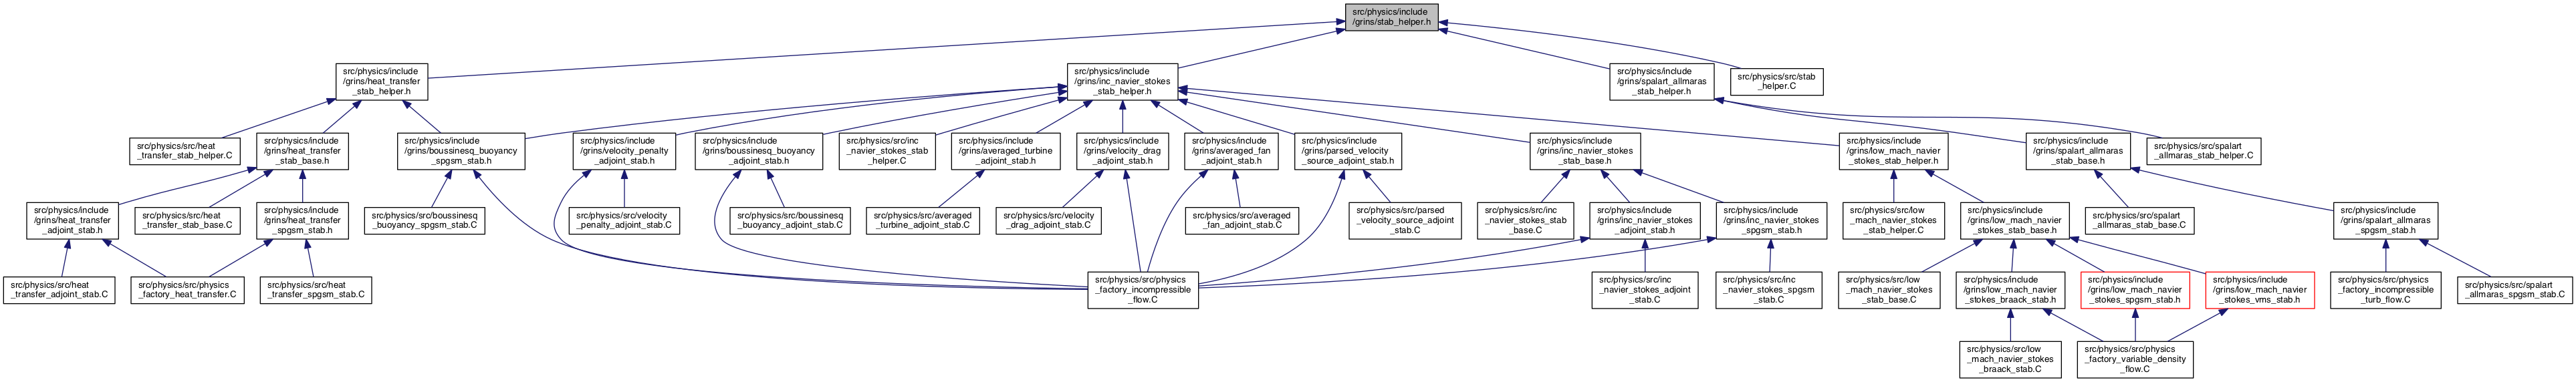 src/physics/include
/grins/stab_helper.h
src/physics/include
/grins/heat_transfer
_stab_helper.h
src/physics/include
/grins/inc_navier_stokes
_stab_helper.h
src/physics/include
/grins/spalart_allmaras
_stab_helper.h
src/physics/src/stab
_helper.C
src/physics/src/heat
_transfer_stab_helper.C
src/physics/include
/grins/heat_transfer
_stab_base.h
src/physics/include
/grins/boussinesq_buoyancy
_spgsm_stab.h
src/physics/include
/grins/velocity_penalty
_adjoint_stab.h
src/physics/include
/grins/boussinesq_buoyancy
_adjoint_stab.h
src/physics/src/inc
_navier_stokes_stab
_helper.C
src/physics/include
/grins/averaged_turbine
_adjoint_stab.h
src/physics/include
/grins/velocity_drag
_adjoint_stab.h
src/physics/include
/grins/averaged_fan
_adjoint_stab.h
src/physics/include
/grins/parsed_velocity
_source_adjoint_stab.h
src/physics/include
/grins/inc_navier_stokes
_stab_base.h
src/physics/include
/grins/low_mach_navier
_stokes_stab_helper.h
src/physics/include
/grins/spalart_allmaras
_stab_base.h
src/physics/src/spalart
_allmaras_stab_helper.C
src/physics/include
/grins/heat_transfer
_adjoint_stab.h
src/physics/src/heat
_transfer_stab_base.C
src/physics/include
/grins/heat_transfer
_spgsm_stab.h
src/physics/src/boussinesq
_buoyancy_spgsm_stab.C
src/physics/src/velocity
_penalty_adjoint_stab.C
src/physics/src/boussinesq
_buoyancy_adjoint_stab.C
src/physics/src/averaged
_turbine_adjoint_stab.C
src/physics/src/velocity
_drag_adjoint_stab.C
src/physics/src/averaged
_fan_adjoint_stab.C
src/physics/src/parsed
_velocity_source_adjoint
_stab.C
src/physics/src/inc
_navier_stokes_stab
_base.C
src/physics/include
/grins/inc_navier_stokes
_adjoint_stab.h
src/physics/include
/grins/inc_navier_stokes
_spgsm_stab.h
src/physics/src/low
_mach_navier_stokes
_stab_helper.C
src/physics/include
/grins/low_mach_navier
_stokes_stab_base.h
src/physics/src/spalart
_allmaras_stab_base.C
src/physics/include
/grins/spalart_allmaras
_spgsm_stab.h
src/physics/src/heat
_transfer_adjoint_stab.C
src/physics/src/physics
_factory_heat_transfer.C
src/physics/src/heat
_transfer_spgsm_stab.C
src/physics/src/physics
_factory_incompressible
_flow.C
src/physics/src/inc
_navier_stokes_adjoint
_stab.C
src/physics/src/inc
_navier_stokes_spgsm
_stab.C
src/physics/src/low
_mach_navier_stokes
_stab_base.C
src/physics/include
/grins/low_mach_navier
_stokes_braack_stab.h
src/physics/include
/grins/low_mach_navier
_stokes_spgsm_stab.h
src/physics/include
/grins/low_mach_navier
_stokes_vms_stab.h
src/physics/src/physics
_factory_incompressible
_turb_flow.C
src/physics/src/spalart
_allmaras_spgsm_stab.C
src/physics/src/low
_mach_navier_stokes
_braack_stab.C
src/physics/src/physics
_factory_variable_density
_flow.C